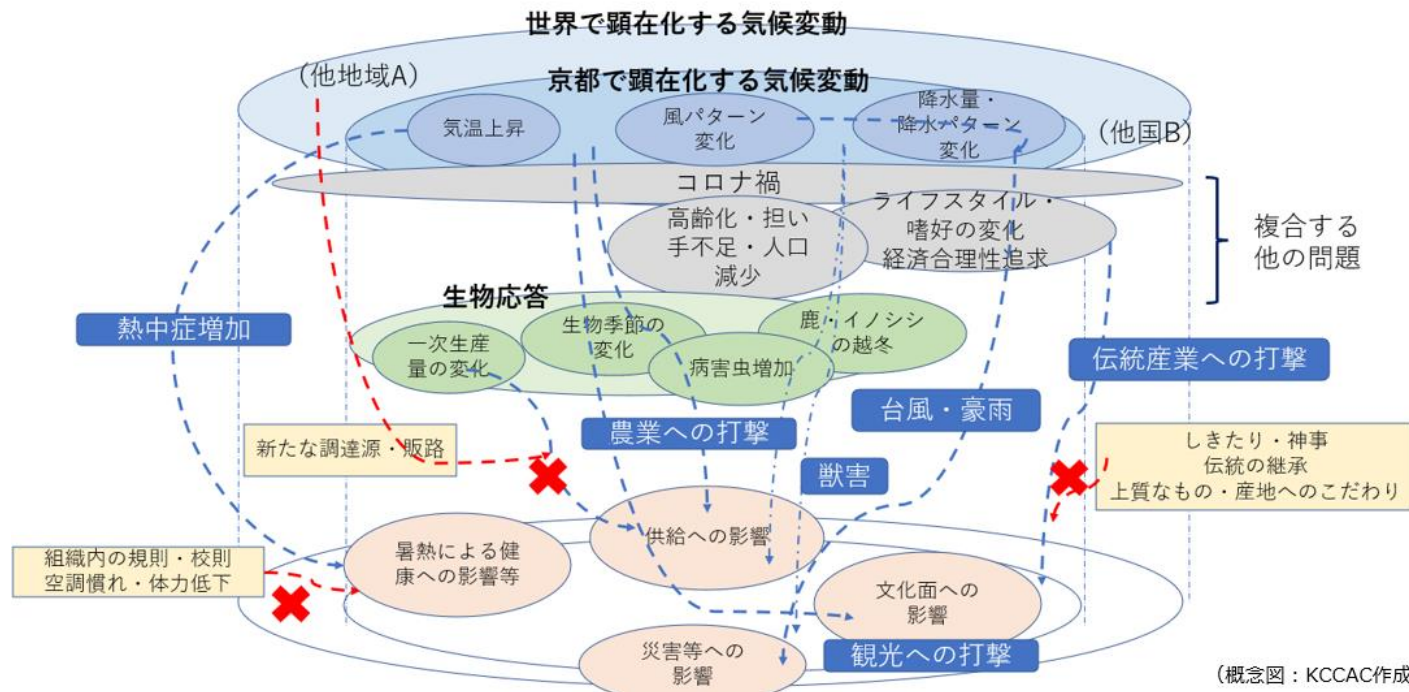 世界で顕在化する気候変動
（他地域A）
京都で顕在化する気候変動
気温上昇
風パターン
変化
降水量・
降水パターン
変化
（他国B）
コロナ禍
高齢化・担い
手不足・人口
減少
ライフスタイル・
嗜好の変化
経済合理性追求
複合する
他の問題
生物応答
熱中症増加
一次生産
量の変化
生物季節の
変化
病害虫増加
鹿・イノシシ
の越冬
伝統産業への打撃
台風・豪雨
農業への打撃
新たな調達源・販路
獣害
しきたり・神事
伝統の継承
上質なもの・産地へのこだわり
組織内の規則・校則
空調慣れ・体力低下
暑熱による健
康への影響等
供給への影響
文化面への
影響
災害等への
影響
観光への打撃
（概念図：KCCAC作成